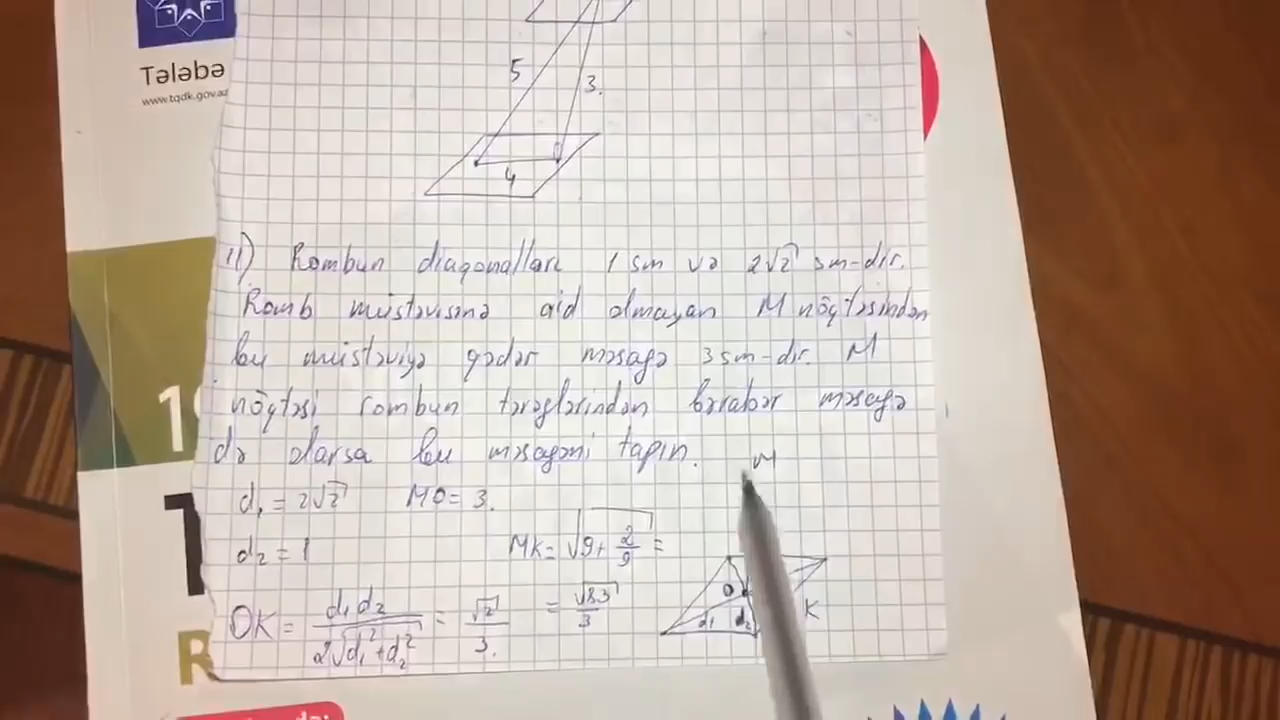 Tələbə
www.tqdk.gov.az
5
3.
4
11) Rombun diaqonalları 1 sm və 2√2 sm-dir.
Romb müstəvisinə aid olmayan M nöqtəsindən
bu müstəviyə qədər məsafə 3 sm-dir. M
nöqtəsi rombun tərəflərindən bərabər məsafə
də olarsa bu məsafəni tapın.
M
d₁ = 2√2 MO = 3.
d₂ = 1
MK = √(9 + 2/9) =
= √83/3
OK = d₁d₂/(2√(d₁² + d₂²)) = √2/3.
O
d₁ d₂ K
1
T
R